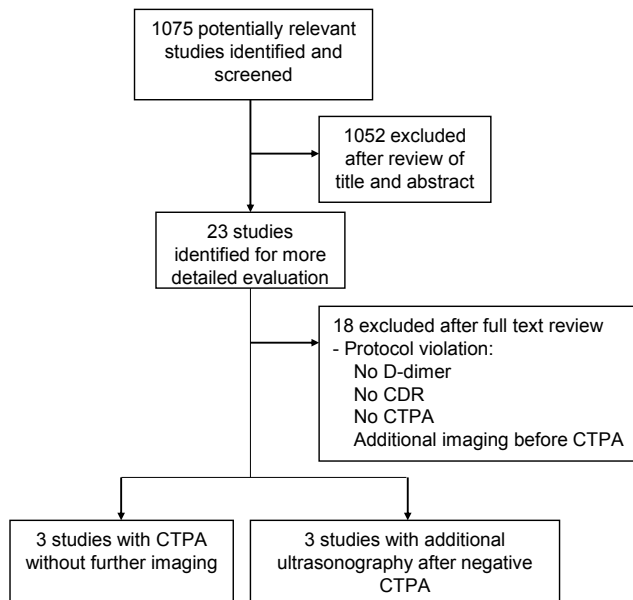 1075 potentially relevant
studies identified and
screened
1052 excluded
after review of
title and abstract
23 studies
identified for more
detailed evaluation
18 excluded after full text review
- Protocol violation:
No D-dimer
No CDR
No CTPA
Additional imaging before CTPA
3 studies with CTPA
without further imaging
3 studies with additional
ultrasonography after negative
CTPA